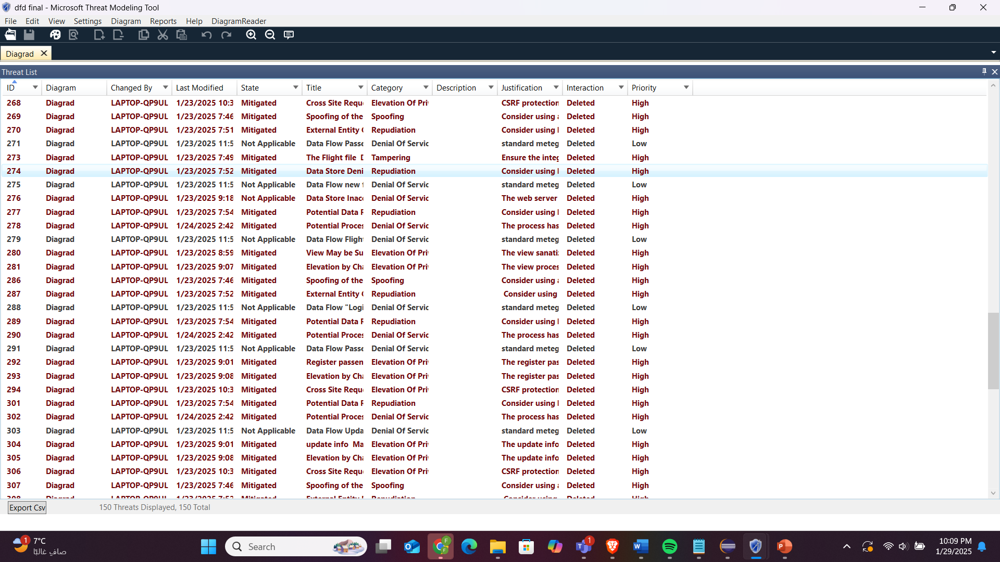 dfd final - Microsoft Threat Modeling Tool
File Edit View Settings Diagram Reports Help DiagramReader
Diagrad
Threat List
ID Diagram Changed By Last Modified State Title Category Description Justification Interaction Priority
268 Diagrad LAPTOP-QP9UL 1/23/2025 10:3 Mitigated Cross Site Requ Elevation Of Pri CSRF protection Deleted High
269 Diagrad LAPTOP-QP9UL 1/23/2025 7:46 Mitigated Spoofing of the Spoofing Consider using Deleted High
270 Diagrad LAPTOP-QP9UL 1/23/2025 7:51 Mitigated External Entity Repudiation Consider using Deleted High
271 Diagrad LAPTOP-QP9UL 1/23/2025 11:5 Not Applicable Data Flow Passe Denial Of Servic standard meteg Deleted Low
273 Diagrad LAPTOP-QP9UL 1/23/2025 7:49 Mitigated The Flight file Tampering Ensure the integ Deleted High
274 Diagrad LAPTOP-QP9UL 1/23/2025 7:52 Mitigated Data Store Deni Repudiation Consider using Deleted High
275 Diagrad LAPTOP-QP9UL 1/23/2025 11:5 Not Applicable Data Flow new Denial Of Servic standard meteg Deleted Low
276 Diagrad LAPTOP-QP9UL 1/23/2025 9:18 Not Applicable Data Store Inac Denial Of Servic The web server Deleted High
277 Diagrad LAPTOP-QP9UL 1/23/2025 7:54 Mitigated Potential Data Repudiation Consider using Deleted High
278 Diagrad LAPTOP-QP9UL 1/24/2025 2:42 Mitigated Potential Proces Denial Of Servic The process has Deleted High
279 Diagrad LAPTOP-QP9UL 1/23/2025 11:5 Not Applicable Data Flow Flight Denial Of Servic standard meteg Deleted Low
280 Diagrad LAPTOP-QP9UL 1/23/2025 8:59 Mitigated View May be Su Elevation Of Pri The view sanati Deleted High
281 Diagrad LAPTOP-QP9UL 1/23/2025 9:07 Mitigated Elevation by Cha Elevation Of Pri The view proces Deleted High
286 Diagrad LAPTOP-QP9UL 1/23/2025 7:46 Mitigated Spoofing of the Spoofing Consider using Deleted High
287 Diagrad LAPTOP-QP9UL 1/23/2025 7:52 Mitigated External Entity Repudiation Consider using Deleted High
288 Diagrad LAPTOP-QP9UL 1/23/2025 11:5 Not Applicable Data Flow "Logi Denial Of Servic standard meteg Deleted Low
289 Diagrad LAPTOP-QP9UL 1/23/2025 7:54 Mitigated Potential Data Repudiation Consider using Deleted High
290 Diagrad LAPTOP-QP9UL 1/24/2025 2:42 Mitigated Potential Proces Denial Of Servic The process has Deleted High
291 Diagrad LAPTOP-QP9UL 1/23/2025 11:5 Not Applicable Data Flow Passe Denial Of Servic standard meteg Deleted Low
292 Diagrad LAPTOP-QP9UL 1/23/2025 9:01 Mitigated Register passen Elevation Of Pri The register pas Deleted High
293 Diagrad LAPTOP-QP9UL 1/23/2025 9:08 Mitigated Elevation by Cha Elevation Of Pri The register pas Deleted High
294 Diagrad LAPTOP-QP9UL 1/23/2025 10:3 Mitigated Cross Site Requ Elevation Of Pri CSRF protection Deleted High
301 Diagrad LAPTOP-QP9UL 1/23/2025 7:54 Mitigated Potential Data Repudiation Consider using Deleted High
302 Diagrad LAPTOP-QP9UL 1/24/2025 2:42 Mitigated Potential Proces Denial Of Servic The process has Deleted High
303 Diagrad LAPTOP-QP9UL 1/23/2025 11:5 Not Applicable Data Flow Upda Denial Of Servic standard meteg Deleted Low
304 Diagrad LAPTOP-QP9UL 1/23/2025 9:01 Mitigated update info Ma Elevation Of Pri The update info Deleted High
305 Diagrad LAPTOP-QP9UL 1/23/2025 9:08 Mitigated Elevation by Cha Elevation Of Pri The update info Deleted High
306 Diagrad LAPTOP-QP9UL 1/23/2025 10:3 Mitigated Cross Site Requ Elevation Of Pri CSRF protection Deleted High
307 Diagrad LAPTOP-QP9UL 1/23/2025 7:46 Mitigated Spoofing of the Spoofing Consider using Deleted High
Export Csv 150 Threats Displayed, 150 Total
1 7°C
صافٍ غالبًا
Search
1
10:09 PM
1/29/2025